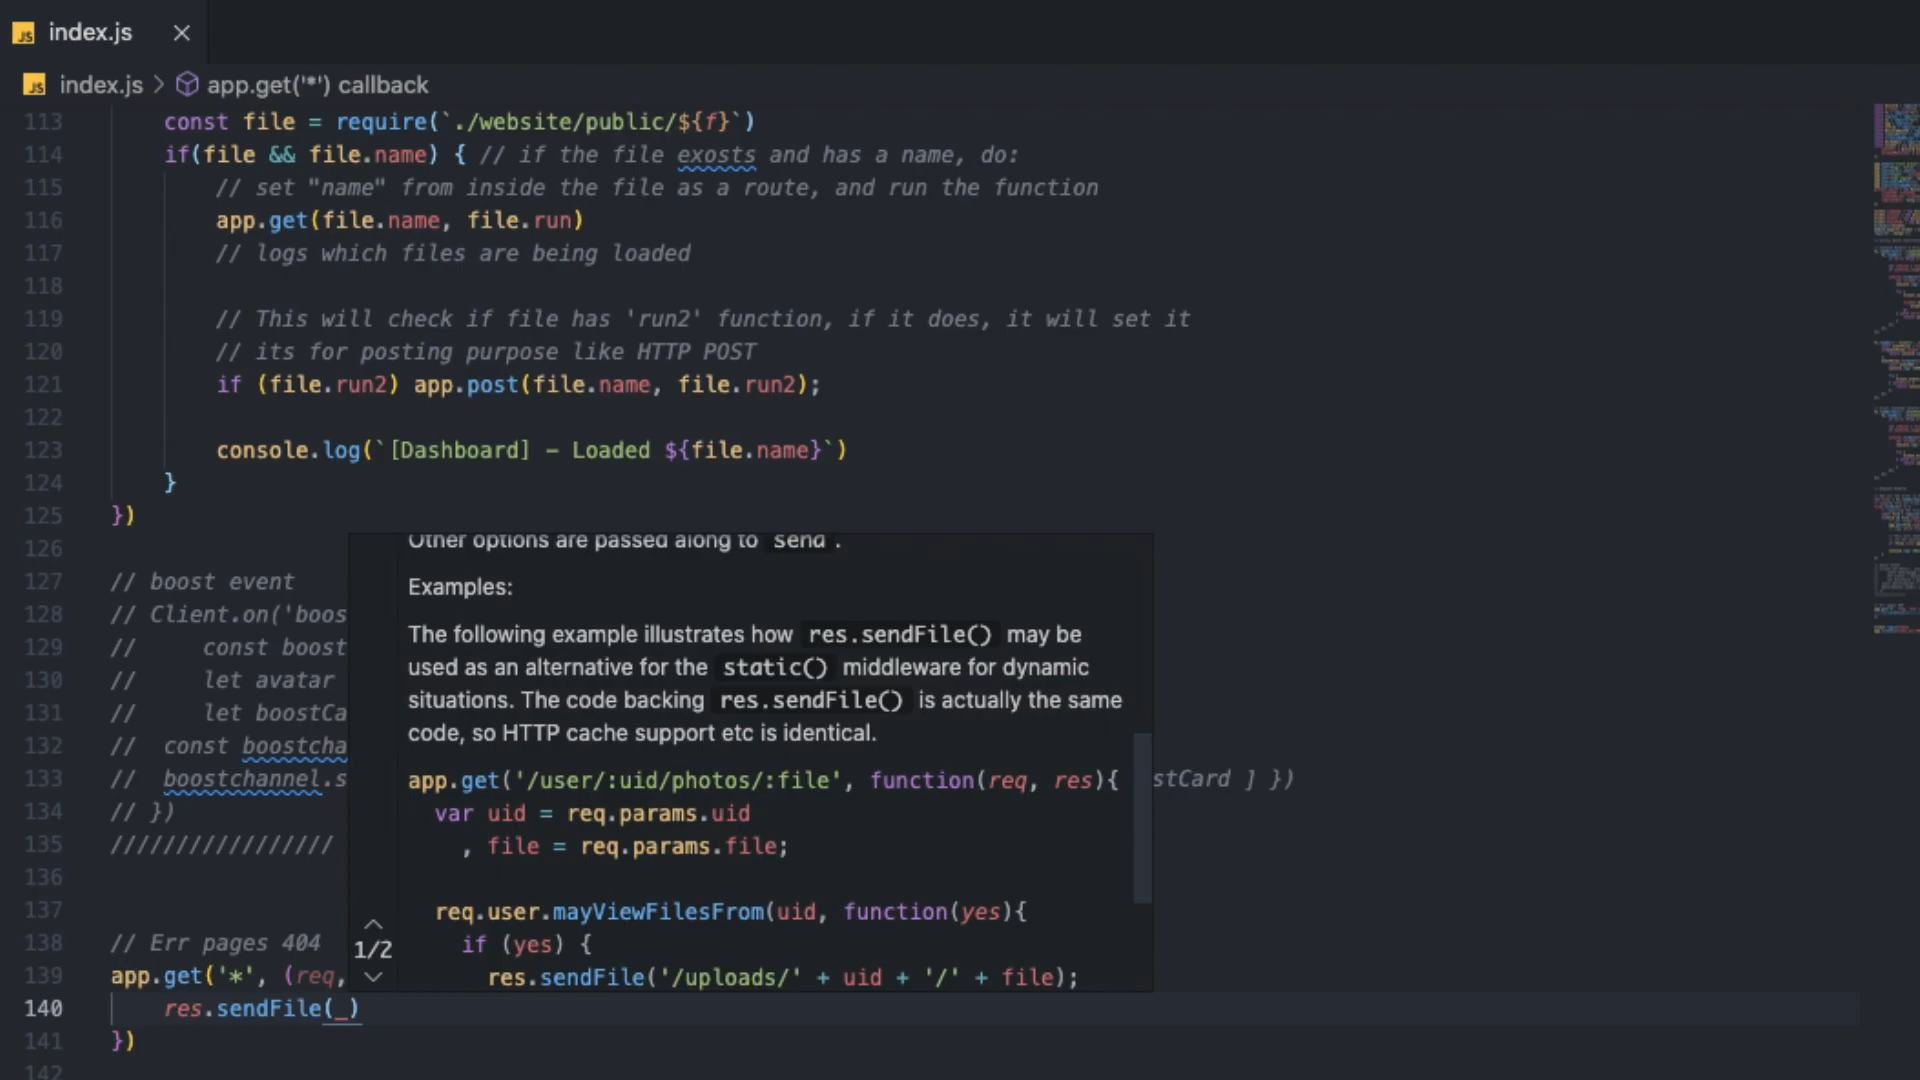 index.js
index.js > app.get('*') callback
113 const file = require(`./website/public/${f}`)
114 if(file && file.name) { // if the file exosts and has a name, do:
115 // set "name" from inside the file as a route, and run the function
116 app.get(file.name, file.run)
117 // logs which files are being loaded
118
119 // This will check if file has 'run2' function, if it does, it will set it
120 // its for posting purpose like HTTP POST
121 if (file.run2) app.post(file.name, file.run2);
122
123 console.log(`[Dashboard] - Loaded ${file.name}`)
124 }
125 })
126
127 // boost event
128 // Client.on('boos
129 // const boost
130 // let avatar
131 // let boostCa
132 // const boostcha
133 // boostchannel.s stCard ] })
134 // })
135 ////////////////
136
137
138 // Err pages 404
139 app.get('*', (req,
140 res.sendFile(_)
141 })
142
Other options are passed along to send .
Examples:
The following example illustrates how res.sendFile() may be
used as an alternative for the static() middleware for dynamic
situations. The code backing res.sendFile() is actually the same
code, so HTTP cache support etc is identical.
app.get('/user/:uid/photos/:file', function(req, res){
var uid = req.params.uid
, file = req.params.file;
req.user.mayViewFilesFrom(uid, function(yes){
if (yes) {
res.sendFile('/uploads/' + uid + '/' + file);
1/2